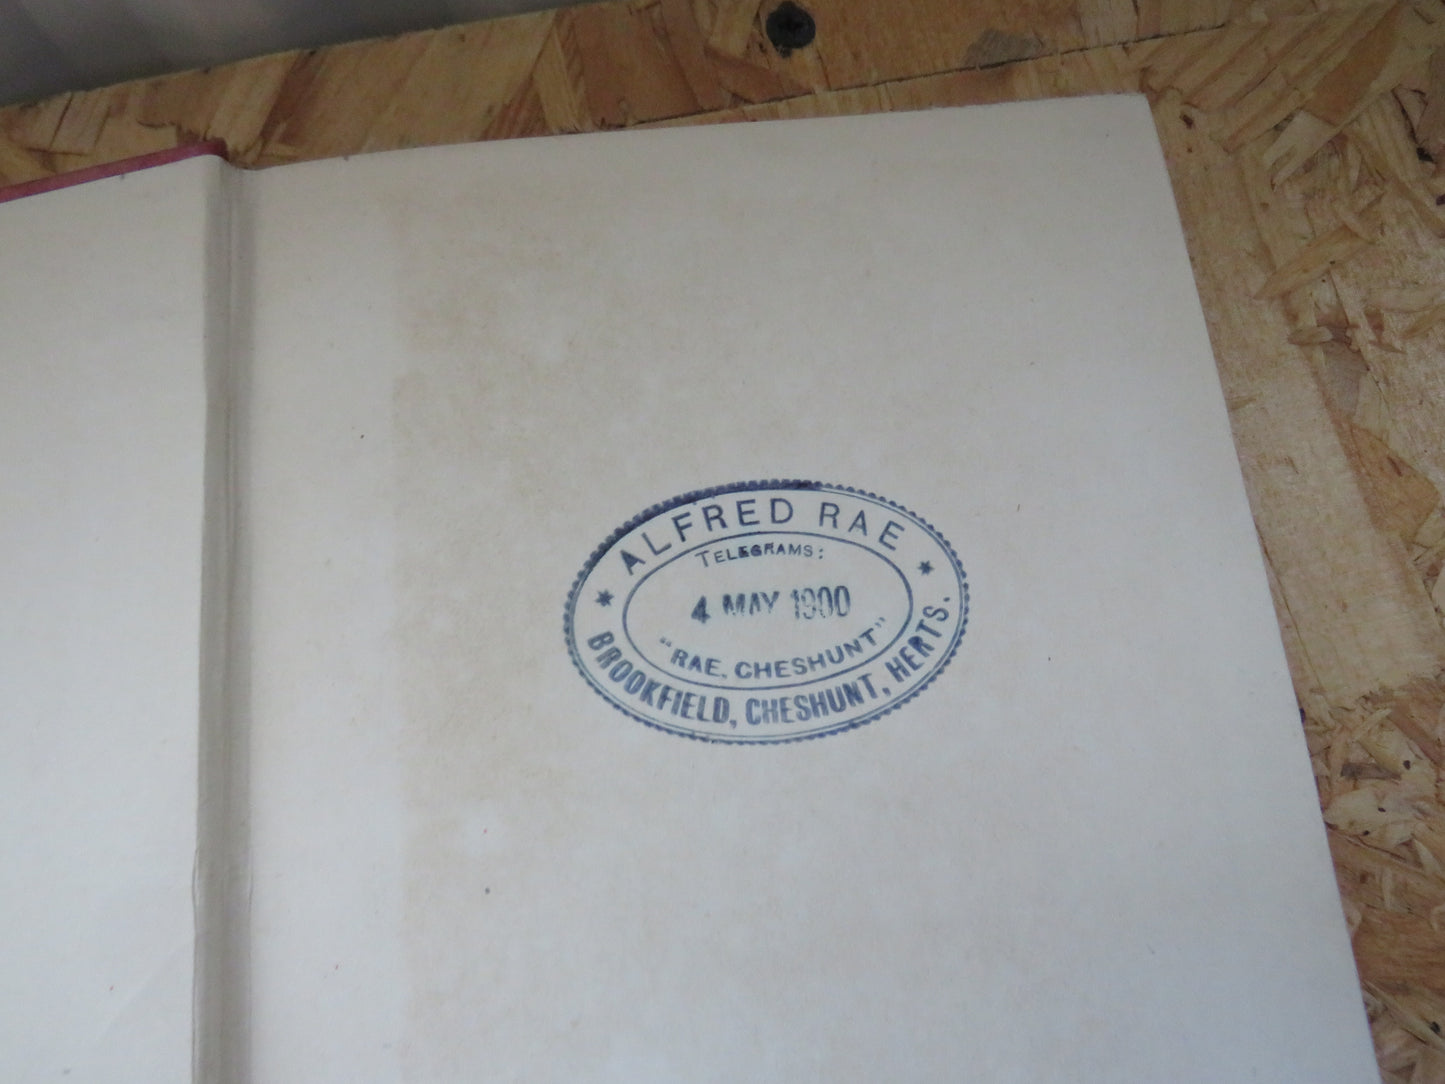 ALFRED RAE
TELEGRAMS:
4 MAY 1900
"RAE, CHESHUNT"
BROOKFIELD, CHESHUNT, HERTS.